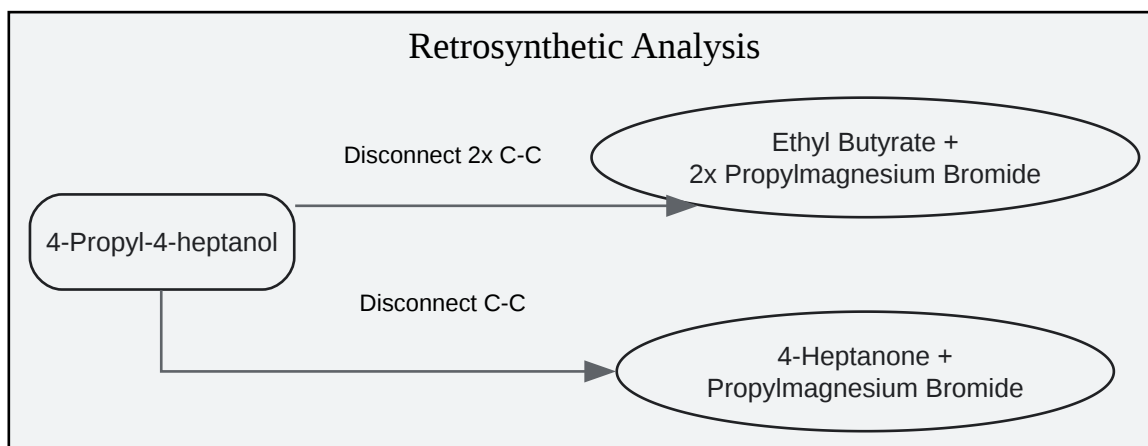 Retrosynthetic Analysis
Disconnect 2x C-C
Ethyl Butyrate +
2x Propylmagnesium Bromide
4-Propyl-4-heptanol
Disconnect C-C
4-Heptanone +
Propylmagnesium Bromide